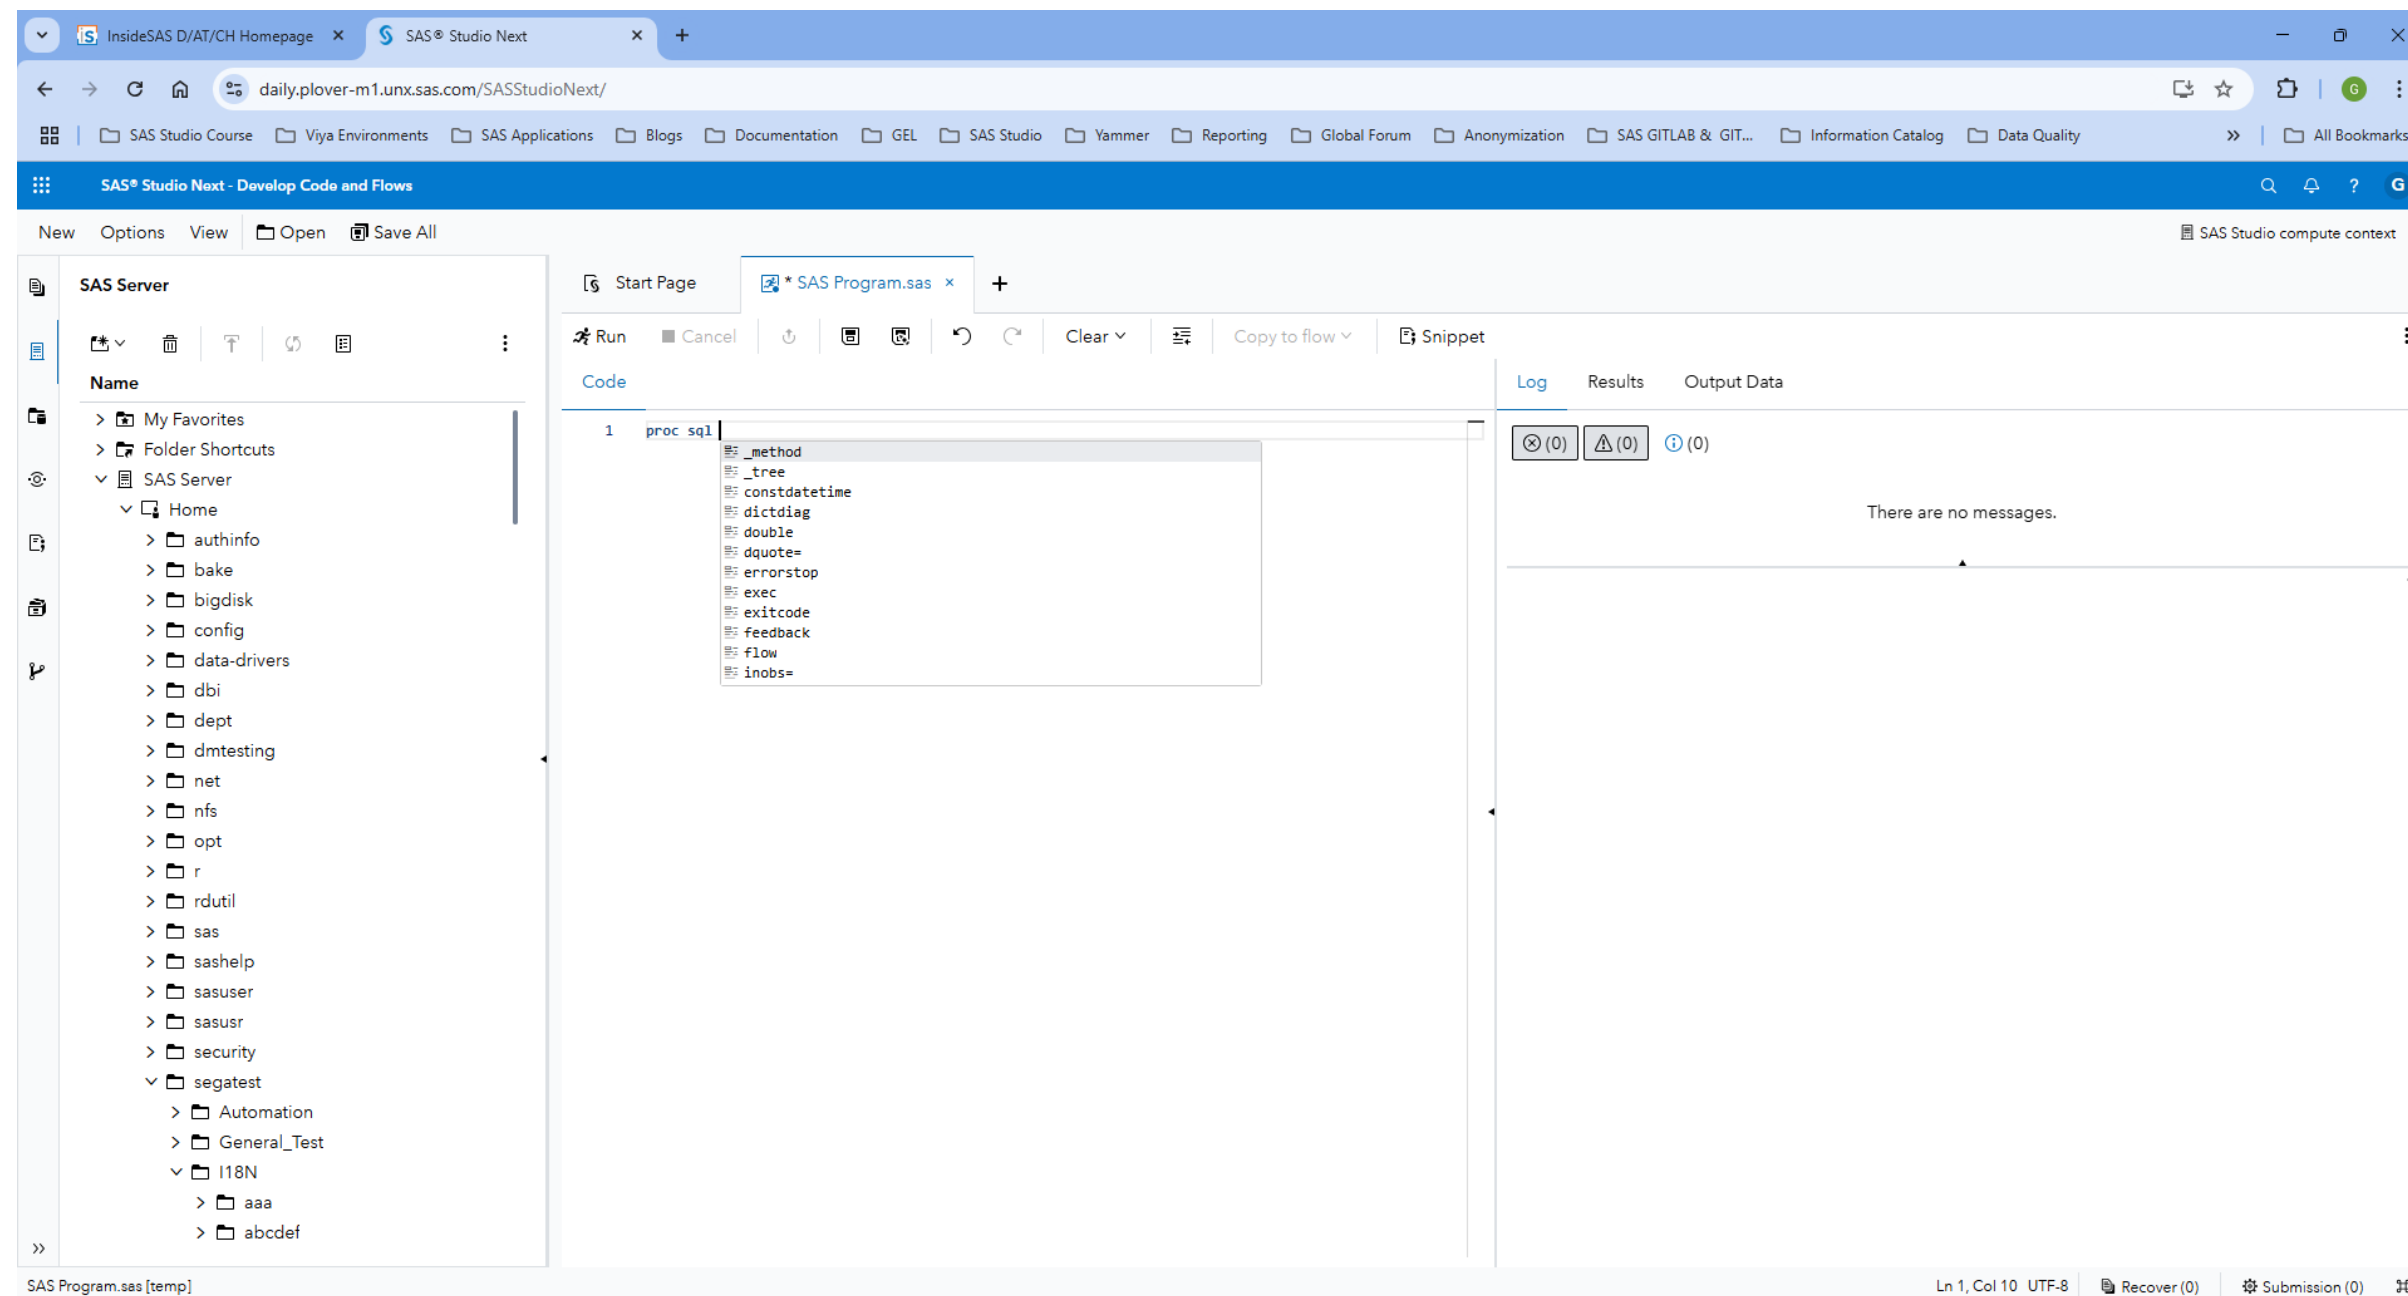 InsideSAS D/AT/CH Homepage
SAS® Studio Next
daily.plover-m1.unx.sas.com/SASStudioNext/
G
SAS Studio Course
Viya Environments
SAS Applications
Blogs
Documentation
GEL
SAS Studio
Yammer
Reporting
Global Forum
Anonymization
SAS GITLAB & GIT...
Information Catalog
Data Quality
All Bookmarks
SAS® Studio Next - Develop Code and Flows
G
New
Options
View
Open
Save All
SAS Studio compute context
SAS Server
Start Page
* SAS Program.sas
Run
Cancel
Clear
Copy to flow
Snippet
Name
Code
Log
Results
Output Data
My Favorites
Folder Shortcuts
SAS Server
Home
authinfo
bake
bigdisk
config
data-drivers
dbi
dept
dmtesting
net
nfs
opt
r
rdutil
sas
sashelp
sasuser
sasusr
security
segatest
Automation
General_Test
I18N
aaa
abcdef
1 proc sql
_method
_tree
constdatetime
dictdiag
double
dquote=
errorstop
exec
exitcode
feedback
flow
inobs=
(0)
(0)
(0)
There are no messages.
SAS Program.sas [temp]
Ln 1, Col 10
UTF-8
Recover (0)
Submission (0)